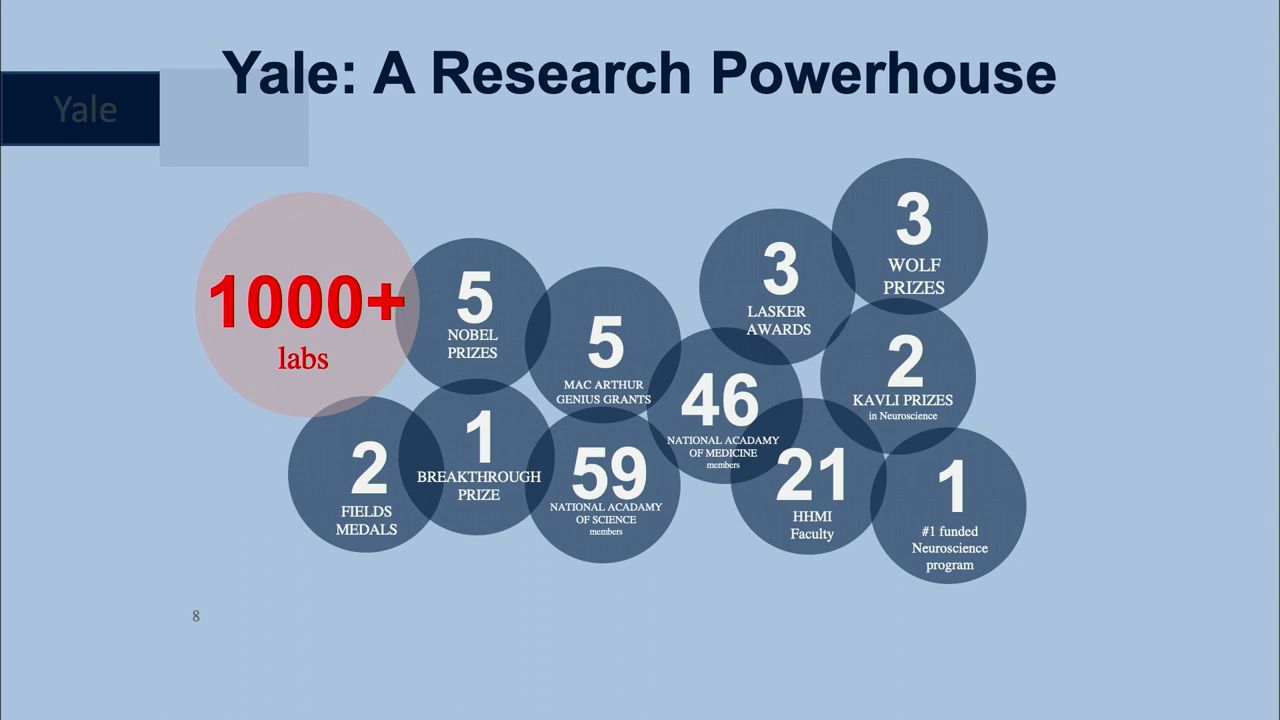 Yale: A Research Powerhouse
Yale
1000+
labs
5
NOBEL
PRIZES
5
MAC ARTHUR
GENIUS GRANTS
3
LASKER
AWARDS
3
WOLF
PRIZES
2
FIELDS
MEDALS
1
BREAKTHROUGH
PRIZE
59
NATIONAL ACADAMY
OF SCIENCE
members
46
NATIONAL ACADAMY
OF MEDICINE
members
21
HHMI
Faculty
2
KAVLI PRIZES
in Neuroscience
1
#1 funded
Neuroscience
program
8